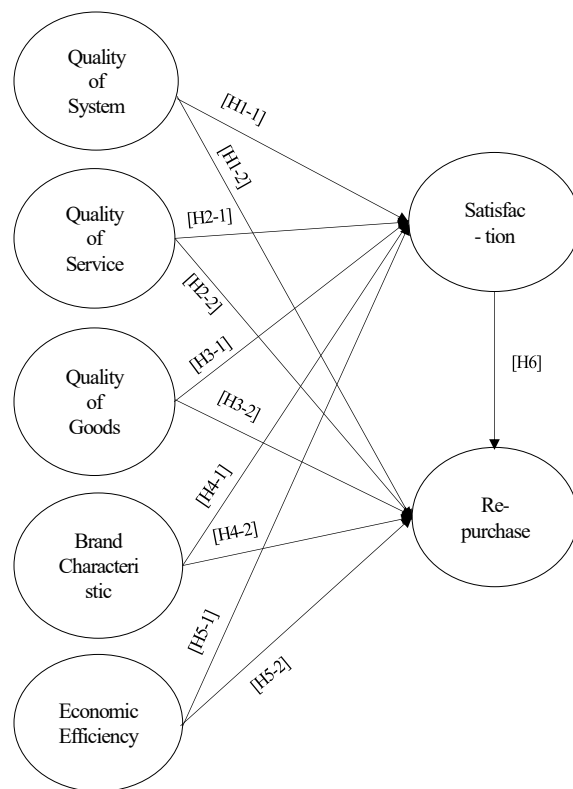 Quality
of
System
[H1-1]
[H1-2]
Quality
of
Service
[H2-1]
[H2-2]
Satisfac
- tion
Quality
of
Goods
[H3-1]
[H3-2]
[H6]
Brand
Characteri
stic
[H4-1]
[H4-2]
Re-
purchase
Economic
Efficiency
[H5-1]
[H5-2]